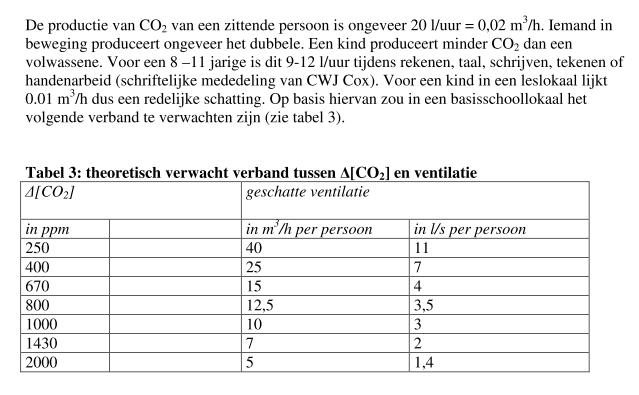 De productie van CO₂ van een zittende persoon is ongeveer 20 l/uur = 0,02 m³/h. Iemand in
beweging produceert ongeveer het dubbele. Een kind produceert minder CO₂ dan een
volwassene. Voor een 8 –11 jarige is dit 9-12 l/uur tijdens rekenen, taal, schrijven, tekenen of
handenarbeid (schriftelijke mededeling van CWJ Cox). Voor een kind in een leslokaal lijkt
0.01 m³/h dus een redelijke schatting. Op basis hiervan zou in een basisschoollokaal het
volgende verband te verwachten zijn (zie tabel 3).
Tabel 3: theoretisch verwacht verband tussen Δ[CO₂] en ventilatie
Δ[CO₂] geschatte ventilatie
in ppm in m³/h per persoon in l/s per persoon
250 40 11
400 25 7
670 15 4
800 12,5 3,5
1000 10 3
1430 7 2
2000 5 1,4